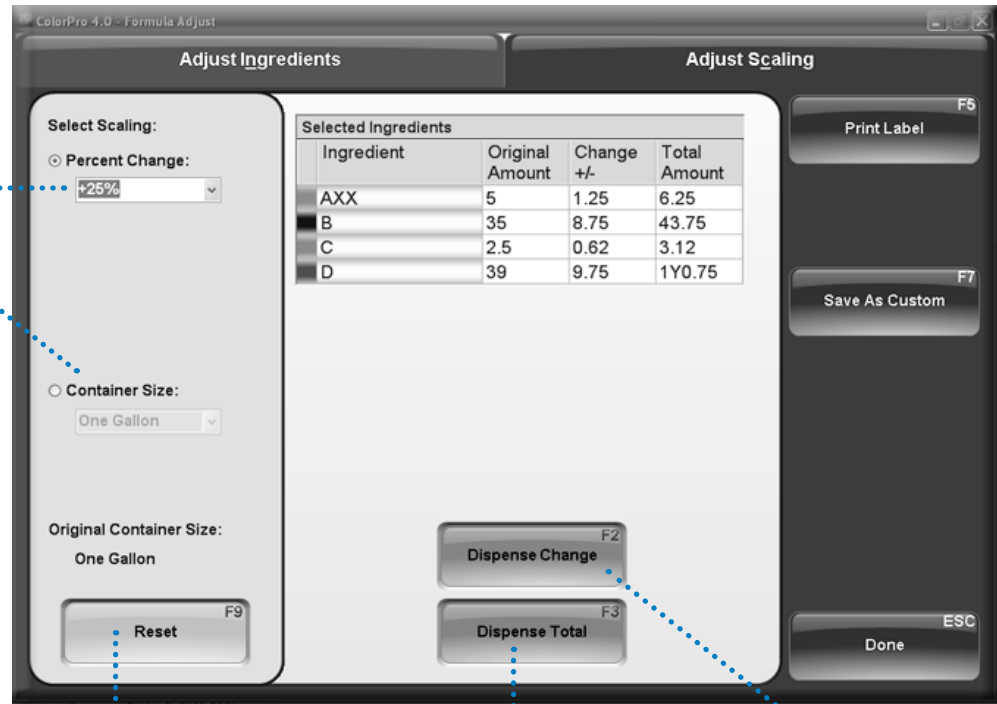 ColorPro 4.0 - Formula Adjust
Adjust Ingredients
Adjust Scaling
Select Scaling:
Percent Change:
+25%
Container Size:
One Gallon
Original Container Size:
One Gallon
F9
Reset
Selected Ingredients
Ingredient Original Amount Change +/- Total Amount
AXX 5 1.25 6.25
B 35 8.75 43.75
C 2.5 0.62 3.12
D 39 9.75 1Y0.75
F2
Dispense Change
F3
Dispense Total
F5
Print Label
F7
Save As Custom
ESC
Done